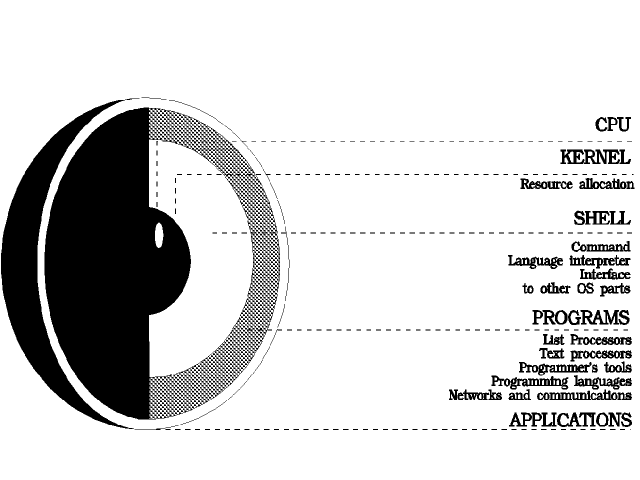 CPU
KERNEL
Resource allocation
SHELL
Command
Language interpreter
Interface
to other OS parts
PROGRAMS
List Processors
Text processors
Programmer's tools
Programming languages
Networks and communications
APPLICATIONS